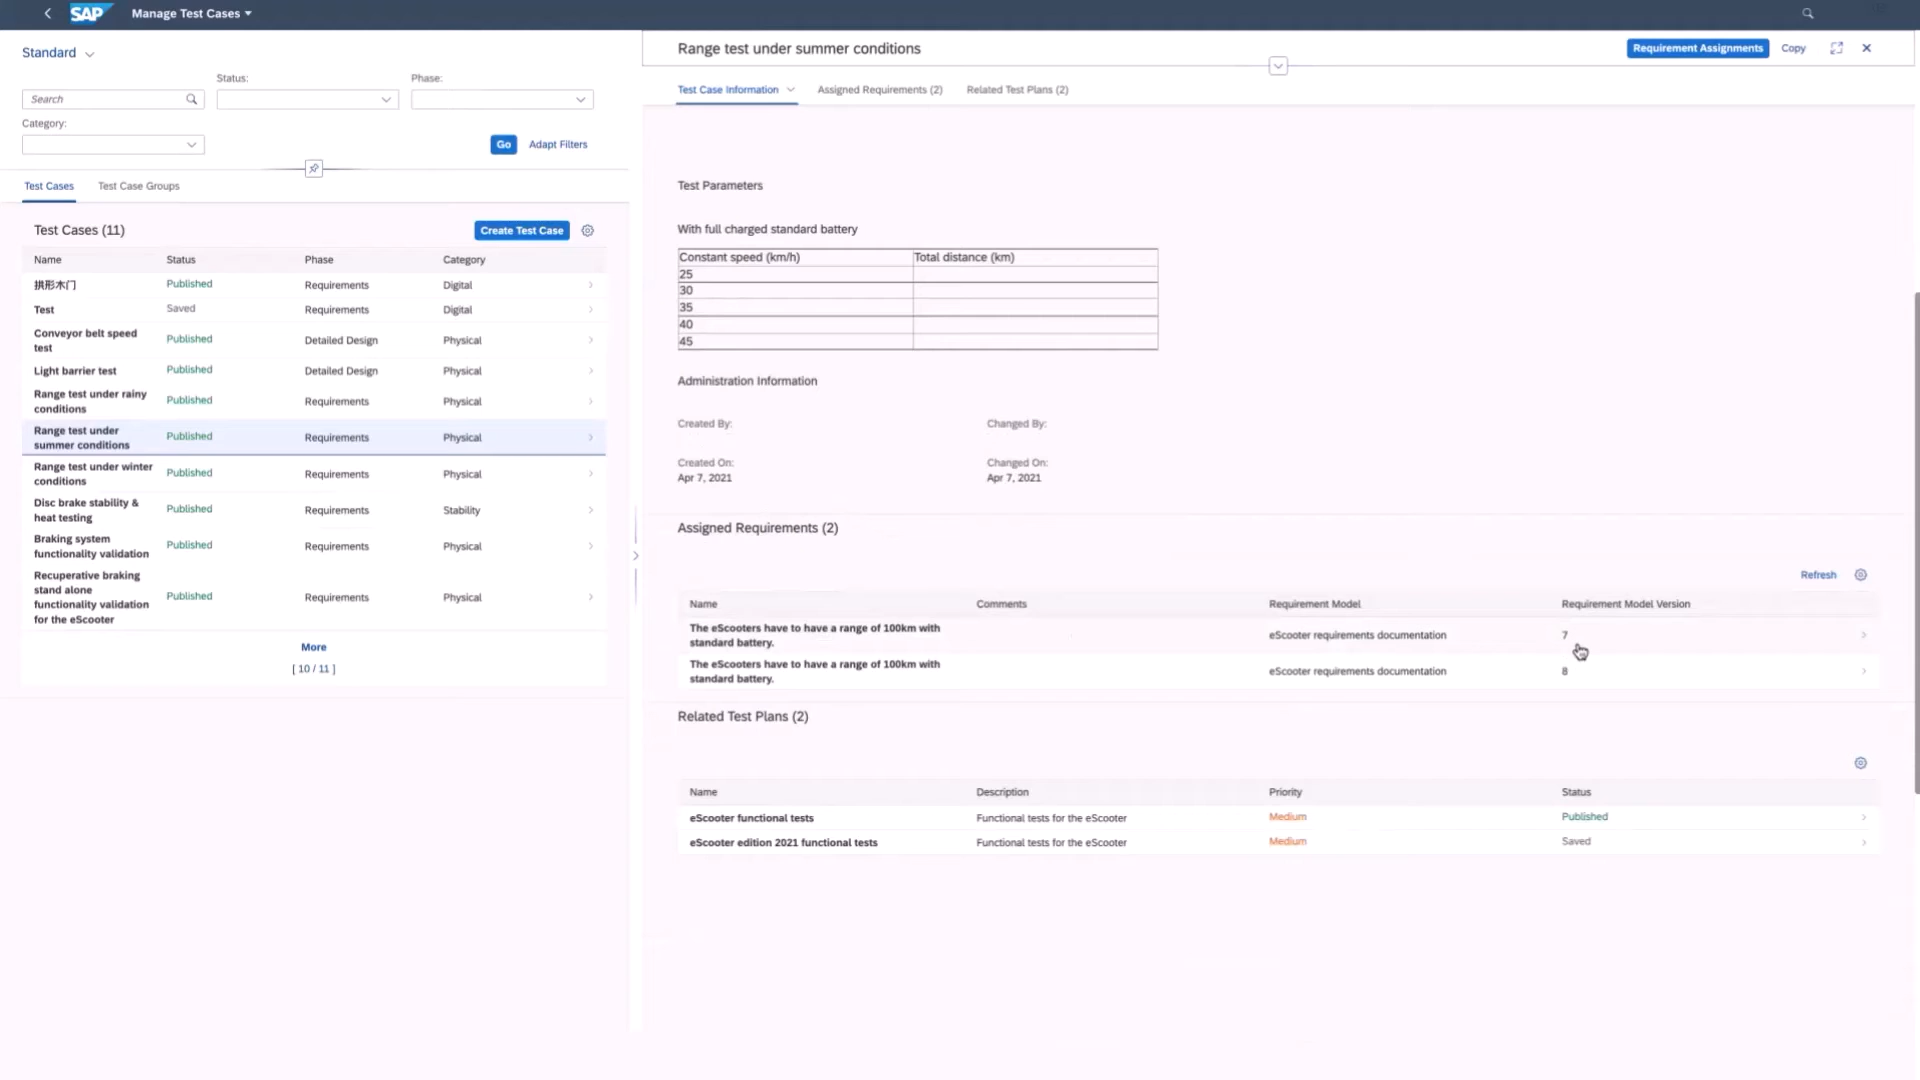 SAP Manage Test Cases
Standard
Status: Phase:
Search
Category:
Go Adapt Filters
Test Cases Test Case Groups
Test Cases (11) Create Test Case
Name Status Phase Category
拱形木门 Published Requirements Digital
Test Saved Requirements Digital
Conveyor belt speed
test Published Detailed Design Physical
Light barrier test Published Detailed Design Physical
Range test under rainy
conditions Published Requirements Physical
Range test under
summer conditions Published Requirements Physical
Range test under winter
conditions Published Requirements Physical
Disc brake stability &
heat testing Published Requirements Stability
Braking system
functionality validation Published Requirements Physical
Recuperative braking
stand alone
functionality validation
for the eScooter Published Requirements Physical
More
[ 10 / 11 ]
Range test under summer conditions Requirement Assignments Copy
Test Case Information Assigned Requirements (2) Related Test Plans (2)
Test Parameters
With full charged standard battery
Constant speed (km/h) Total distance (km)
25
30
35
40
45
Administration Information
Created By: Changed By:
Created On: Changed On:
Apr 7, 2021 Apr 7, 2021
Assigned Requirements (2)
Refresh
Name Comments Requirement Model Requirement Model Version
The eScooters have to have a range of 100km with
standard battery. eScooter requirements documentation 7
The eScooters have to have a range of 100km with
standard battery. eScooter requirements documentation 8
Related Test Plans (2)
Name Description Priority Status
eScooter functional tests Functional tests for the eScooter Medium Published
eScooter edition 2021 functional tests Functional tests for the eScooter Medium Saved